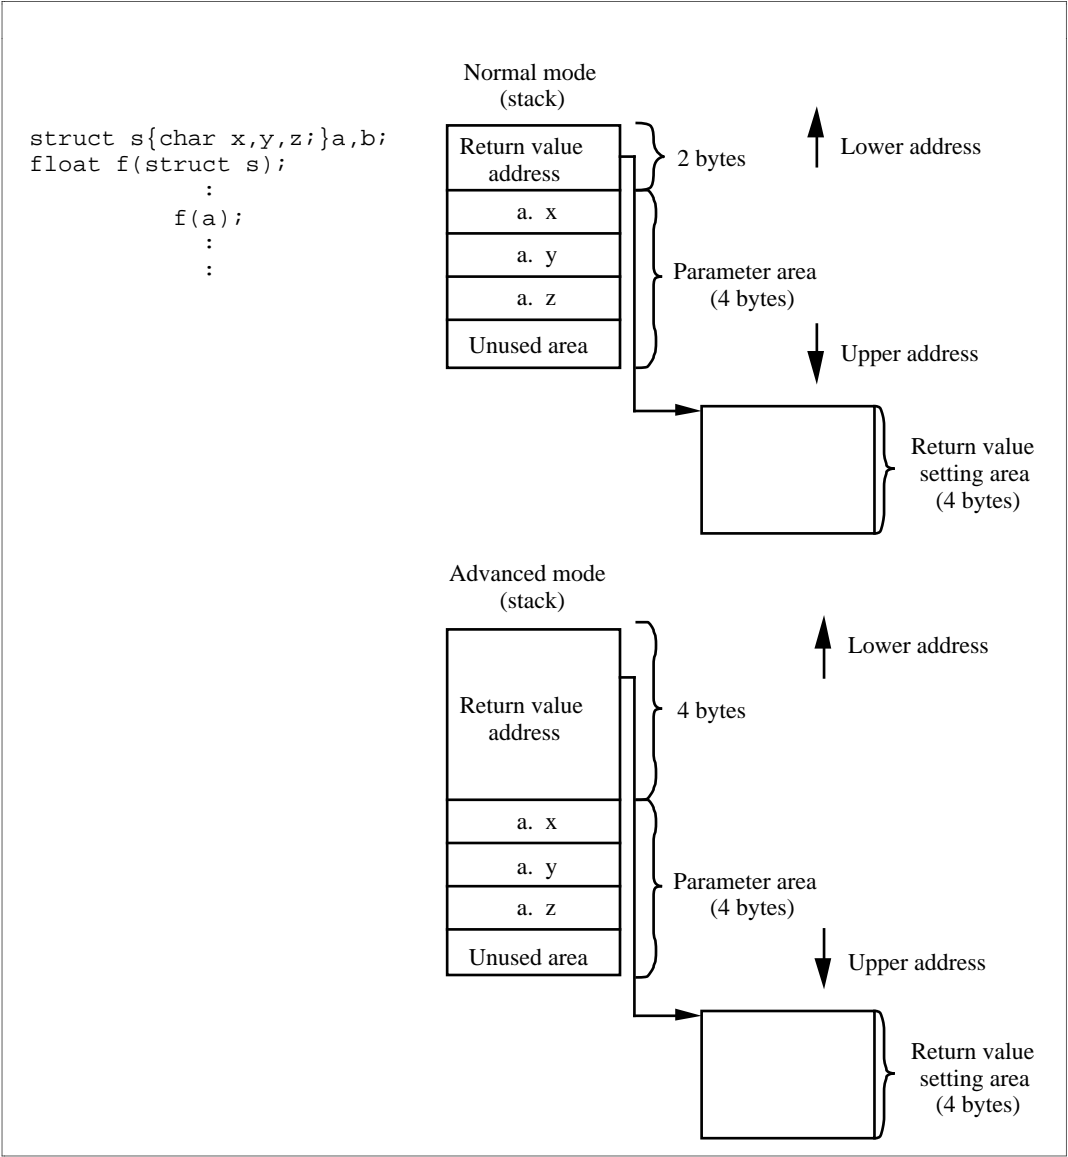 Normal mode
(stack)
struct s{char x,y,z;}a,b;
float f(struct s);
:
f(a);
:
:
Return value
address
a. x
a. y
a. z
Unused area
2 bytes
Parameter area
(4 bytes)
Lower address
Upper address
Return value
setting area
(4 bytes)
Advanced mode
(stack)
Return value
address
a. x
a. y
a. z
Unused area
4 bytes
Parameter area
(4 bytes)
Lower address
Upper address
Return value
setting area
(4 bytes)